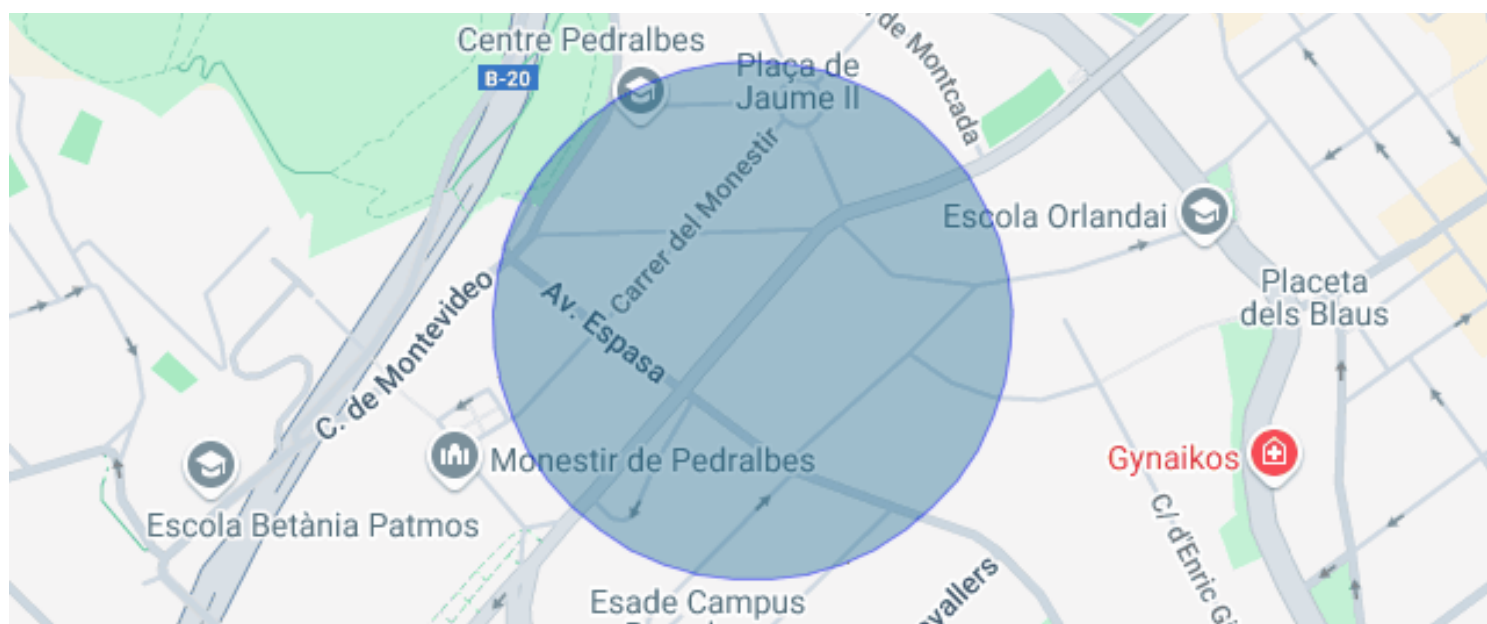 Centre Pedralbes
B-20
Plaça de
Jaume II
de Montcada
Carrer del Monestir
Escola Orlandai
Placeta
dels Blaus
Av. Espasa
C. de Montevideo
Monestir de Pedralbes
Gynaikos
Escola Betània Patmos
C/ d'Enric Gi
Esade Campus
avallers